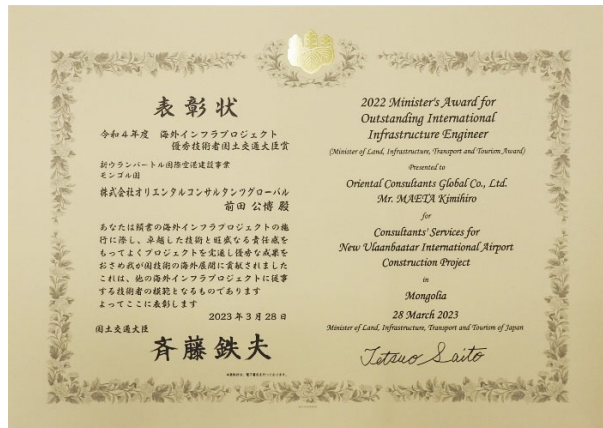 表彰状
令和4年度 海外インフラプロジェクト
優秀技術者国土交通大臣賞
新ウランバートル国際空港建設事業
モンゴル国
株式会社オリエンタルコンサルタンツグローバル
前田 公博 殿
あなたは頭書の海外インフラプロジェクトの施
行に際し、卓越した技術と旺盛なる責任感を
もってよくプロジェクトを完遂し優秀な成果を
おさめ我が国技術の海外展開に貢献されました
これは、他の海外インフラプロジェクトに従事
する技術者の模範となるものであります
よってここに表彰します
2023年3月28日
国土交通大臣
斉藤鉄夫
2022 Minister's Award for
Outstanding International
Infrastructure Engineer
(Minister of Land, Infrastructure, Transport and Tourism Award)
Presented to
Oriental Consultants Global Co., Ltd.
Mr. MAETA Kimihiro
for
Consultants' Services for
New Ulaanbaatar International Airport
Construction Project
in
Mongolia
28 March 2023
Minister of Land, Infrastructure, Transport and Tourism of Japan
Tetsuo Saito